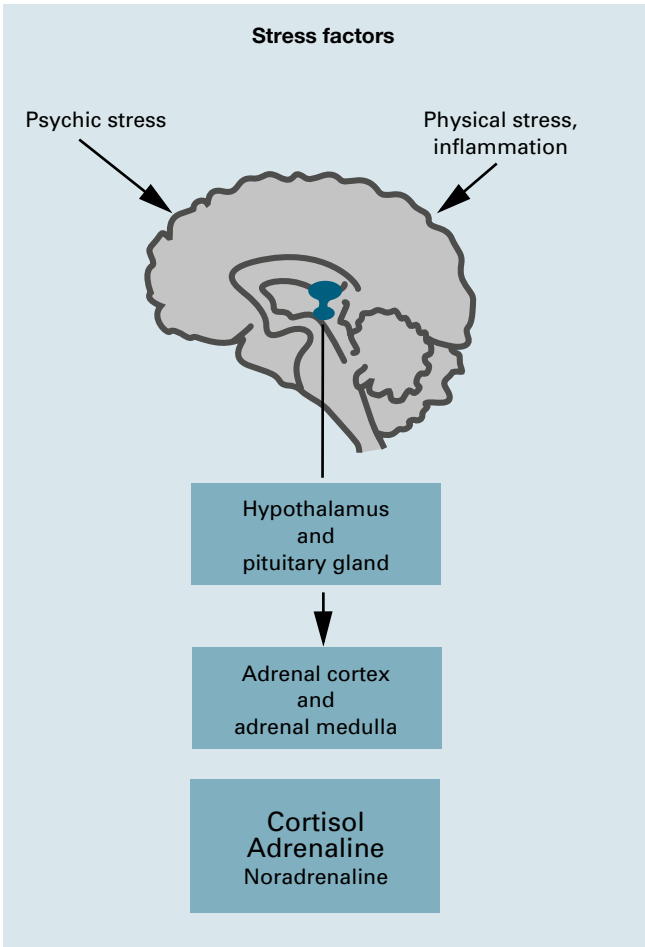 Stress factors
Psychic stress
Physical stress,
inflammation
Hypothalamus
and
pituitary gland
Adrenal cortex
and
adrenal medulla
Cortisol
Adrenaline
Noradrenaline